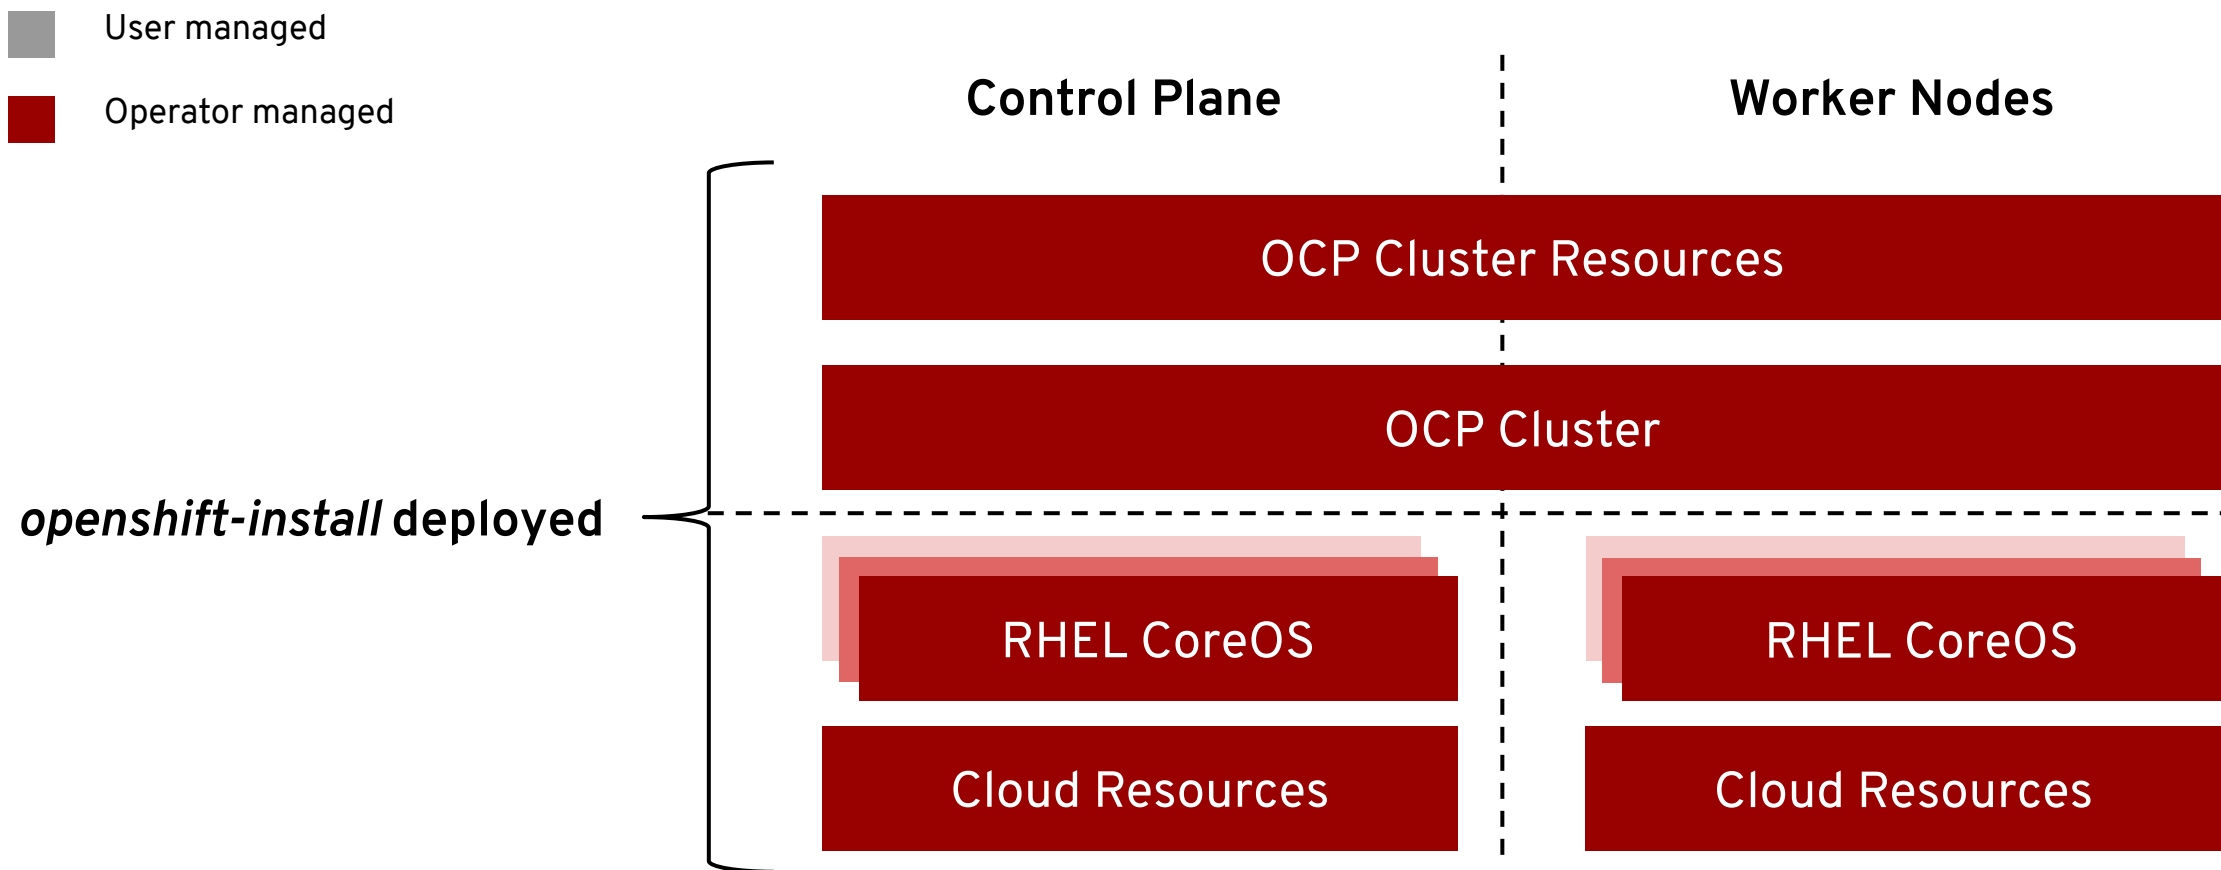 User managed
Operator managed
Control Plane
Worker Nodes
OCP Cluster Resources
OCP Cluster
openshift-install deployed
RHEL CoreOS
RHEL CoreOS
Cloud Resources
Cloud Resources